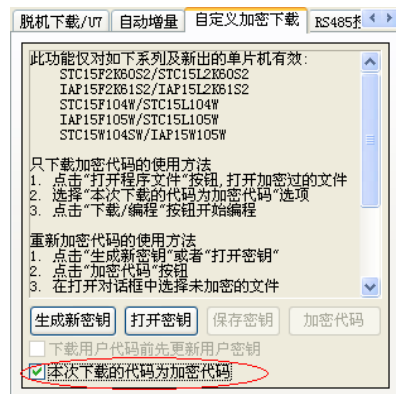 脱机下载/U7 自动增量 自定义加密下载 RS485
此功能仅对如下系列及新出的单片机有效:
STC15F2K60S2/STC15L2K60S2
IAP15F2K61S2/IAP15L2K61S2
STC15F104W/STC15L104W
IAP15F105W/STC15L105W
STC15W104SW/IAP15W105W
只下载加密代码的使用方法
1. 点击"打开程序文件"按钮,打开加密过的文件
2. 选择"本次下载的代码为加密代码"选项
3. 点击"下载/编程"按钮开始编程
重新加密代码的使用方法
1. 点击"生成新密钥"或者"打开密钥"
2. 点击"加密代码"按钮
3. 在打开对话框中选择未加密的文件
生成新密钥 打开密钥 保存密钥 加密代码
下载用户代码前先更新用户密钥
本次下载的代码为加密代码